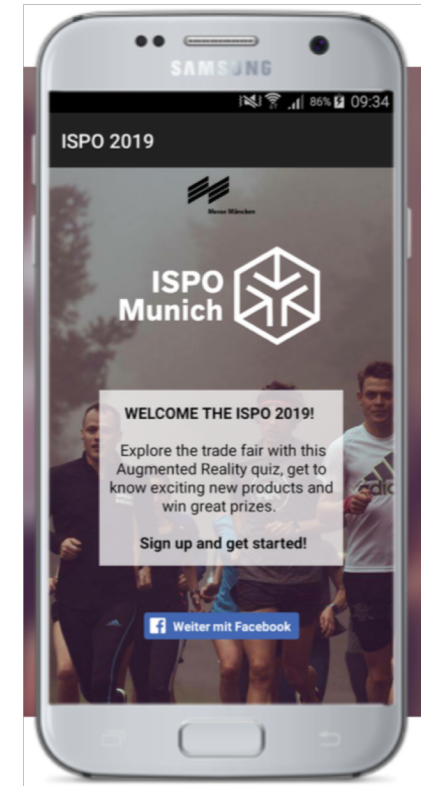 SAMSUNG
86% 09:34
ISPO 2019
Messe München
ISPO
Munich
WELCOME THE ISPO 2019!
Explore the trade fair with this
Augmented Reality quiz, get to
know exciting new products and
win great prizes.
Sign up and get started!
f Weiter mit Facebook